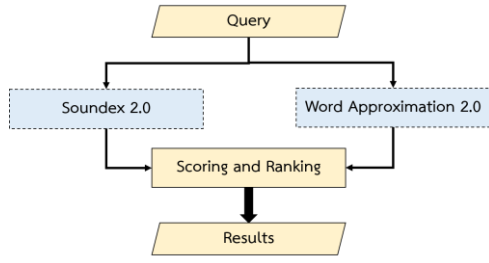 Query
Soundex 2.0
Word Approximation 2.0
Scoring and Ranking
Results